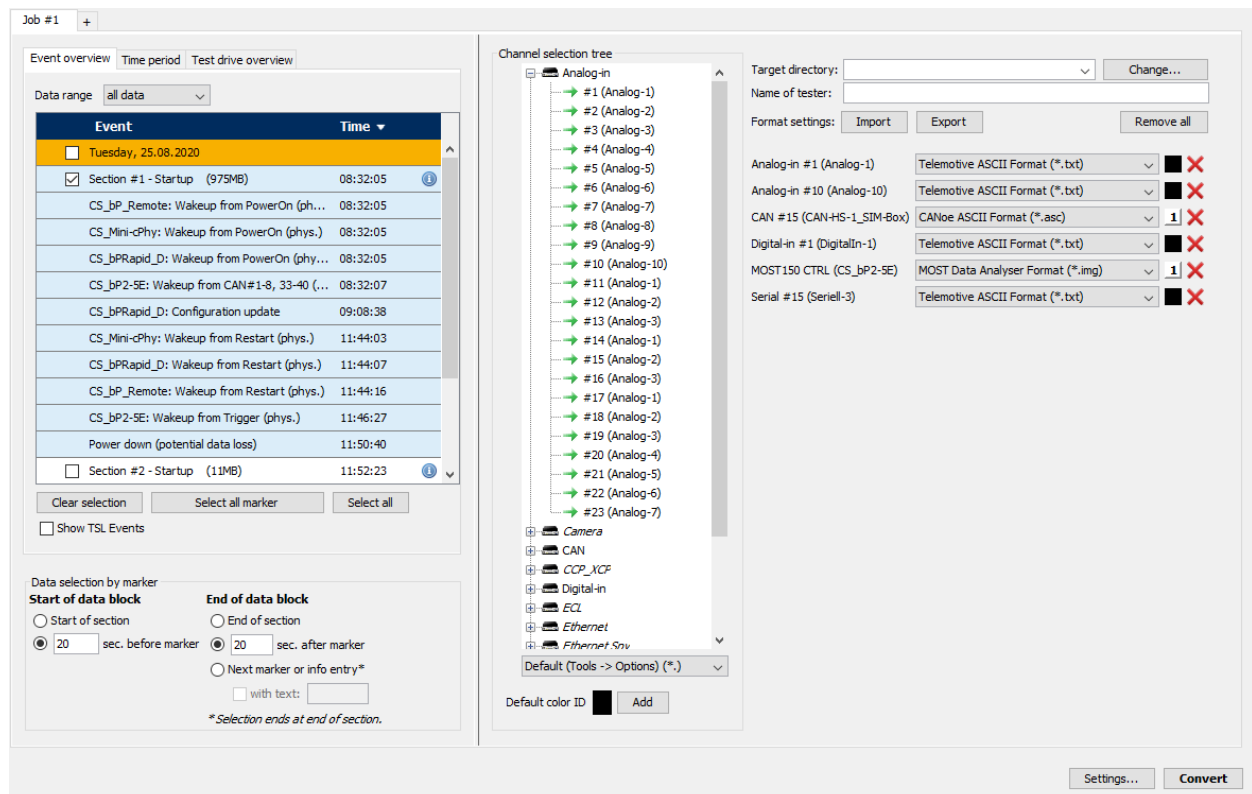 Job #1
+
Event overview
Time period
Test drive overview
Data range
all data
Event
Time
Tuesday, 25.08.2020
Section #1 - Startup (975MB)
08:32:05
CS_bP_Remote: Wakeup from PowerOn (ph...
08:32:05
CS_Mini-cPhy: Wakeup from PowerOn (phys.)
08:32:05
CS_bPRapid_D: Wakeup from PowerOn (phy...
08:32:05
CS_bP2-5E: Wakeup from CAN#1-8, 33-40 (...
08:32:07
CS_bPRapid_D: Configuration update
09:08:38
CS_Mini-cPhy: Wakeup from Restart (phys.)
11:44:03
CS_bPRapid_D: Wakeup from Restart (phys.)
11:44:07
CS_bP_Remote: Wakeup from Restart (phys.)
11:44:16
CS_bP2-5E: Wakeup from Trigger (phys.)
11:46:27
Power down (potential data loss)
11:50:40
Section #2 - Startup (11MB)
11:52:23
Clear selection
Select all marker
Select all
Show TSL Events
Data selection by marker
Start of data block
Start of section
20 sec. before marker
End of data block
End of section
20 sec. after marker
Next marker or info entry*
with text:
*Selection ends at end of section.
Channel selection tree
Analog-in
#1 (Analog-1)
#2 (Analog-2)
#3 (Analog-3)
#4 (Analog-4)
#5 (Analog-5)
#6 (Analog-6)
#7 (Analog-7)
#8 (Analog-8)
#9 (Analog-9)
#10 (Analog-10)
#11 (Analog-1)
#12 (Analog-2)
#13 (Analog-3)
#14 (Analog-1)
#15 (Analog-2)
#16 (Analog-3)
#17 (Analog-1)
#18 (Analog-2)
#19 (Analog-3)
#20 (Analog-4)
#21 (Analog-5)
#22 (Analog-6)
#23 (Analog-7)
Camera
CAN
CCP_XCP
Digital-in
ECL
Ethernet
Ethernet Spy
Default (Tools -> Options) (*.)
Default color ID
Add
Target directory:
Change...
Name of tester:
Format settings:
Import
Export
Remove all
Analog-in #1 (Analog-1)
Telemotive ASCII Format (*.txt)
Analog-in #10 (Analog-10)
Telemotive ASCII Format (*.txt)
CAN #15 (CAN-HS-1_SIM-Box)
CANoe ASCII Format (*.asc)
1
Digital-in #1 (DigitalIn-1)
Telemotive ASCII Format (*.txt)
MOST150 CTRL (CS_bP2-5E)
MOST Data Analyser Format (*.img)
1
Serial #15 (Seriell-3)
Telemotive ASCII Format (*.txt)
Settings...
Convert